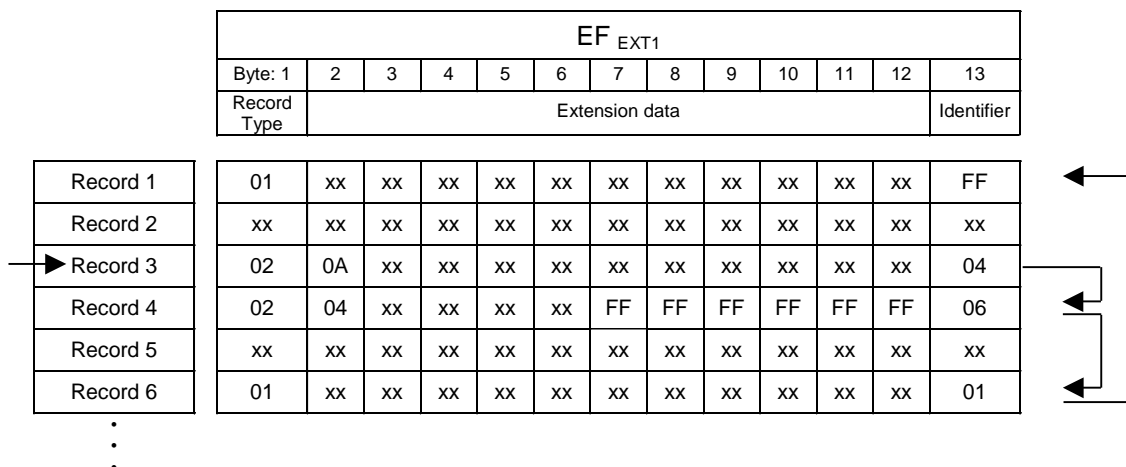 EF EXT1
Byte: 1 2 3 4 5 6 7 8 9 10 11 12 13
Record Type Extension data Identifier
Record 1 01 xx xx xx xx xx xx xx xx xx xx xx FF
Record 2 xx xx xx xx xx xx xx xx xx xx xx xx xx
Record 3 02 0A xx xx xx xx xx xx xx xx xx xx 04
Record 4 02 04 xx xx xx xx FF FF FF FF FF FF 06
Record 5 xx xx xx xx xx xx xx xx xx xx xx xx xx
Record 6 01 xx xx xx xx xx xx xx xx xx xx xx 01